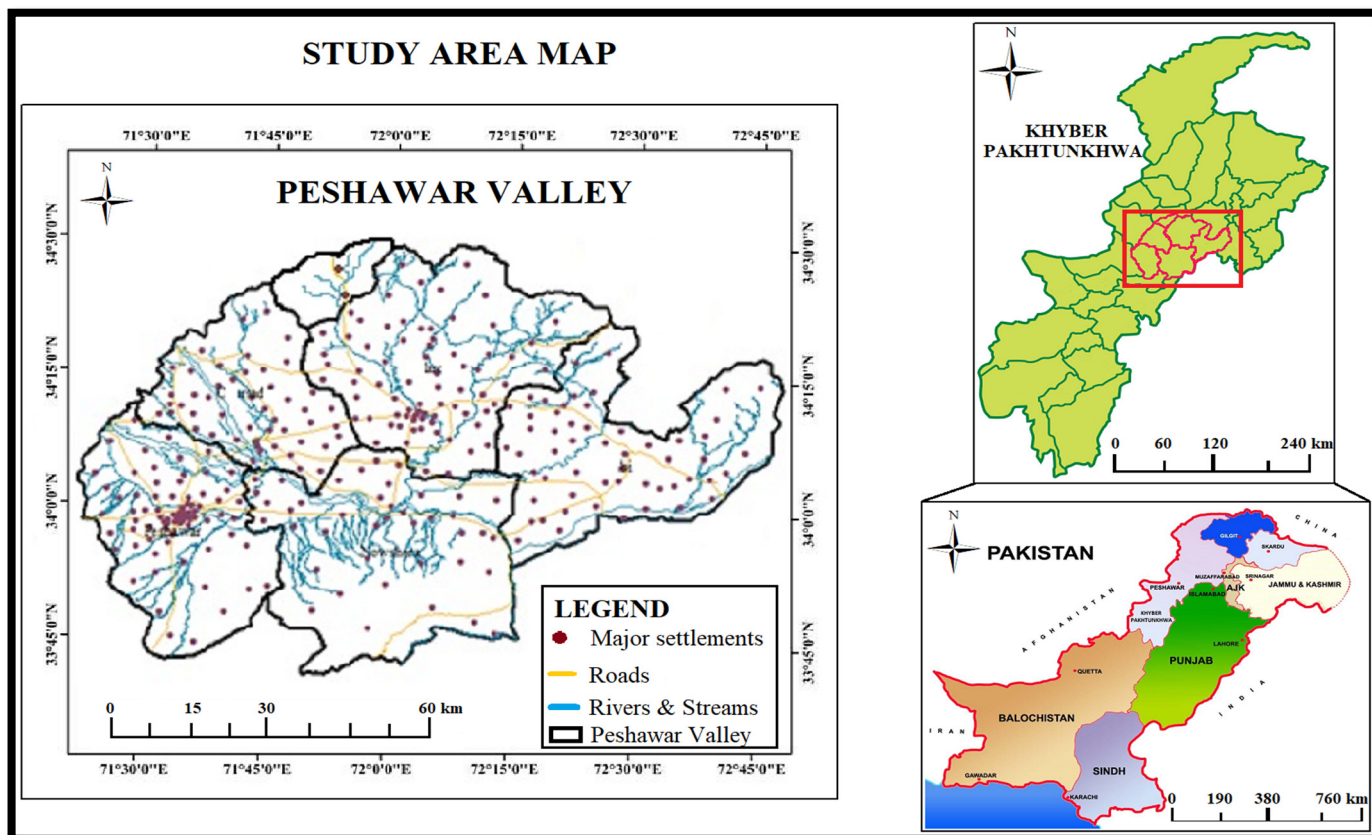 STUDY AREA MAP
71°30'0"E 71°45'0"E 72°0'0"E 72°15'0"E 72°30'0"E 72°45'0"E
N
PESHAWAR VALLEY
34°30'0"N
34°15'0"N
34°0'0"N
33°45'0"N
34°30'0"N
34°15'0"N
34°0'0"N
33°45'0"N
LEGEND
Major settlements
Roads
Rivers & Streams
Peshawar Valley
0 15 30 60 km
71°30'0"E 71°45'0"E 72°0'0"E 72°15'0"E 72°30'0"E 72°45'0"E
N
KHYBER
PAKHTUNKHWA
0 60 120 240 km
N
PAKISTAN
CHINA
GILGIT
SKARDU
MUZAFFARABAD
SRINAGAR
PESHAWAR
AJK
JAMMU & KASHMIR
ISLAMABAD
AFGHANISTAN
KHYBER
PAKHTUNKHWA
LAHORE
PUNJAB
QUETTA
INDIA
BALOCHISTAN
IRAN
SINDH
GAWADAR
KARACHI
0 190 380 760 km